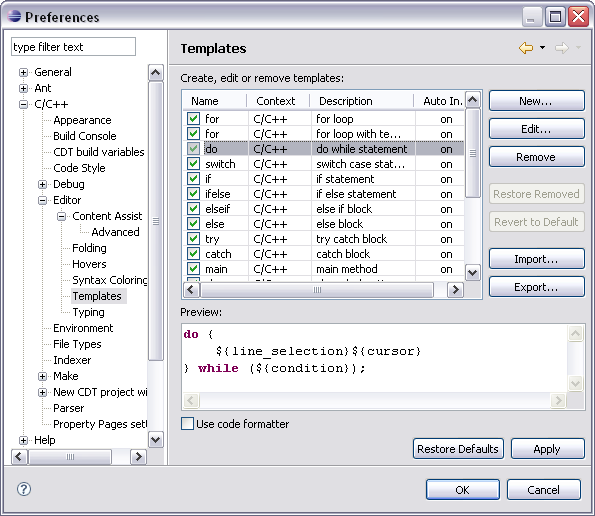 Preferences
type filter text
General
Ant
C/C++
Appearance
Build Console
CDT build variables
Code Style
Debug
Editor
Content Assist
Advanced
Folding
Hovers
Syntax Coloring
Templates
Typing
Environment
File Types
Indexer
Make
New CDT project wi
Parser
Property Pages set
Help
Templates
Create, edit or remove templates:
Name Context Description Auto In.
for C/C++ for loop on
for C/C++ for loop with te... on
do C/C++ do while statement on
switch C/C++ switch case stat... on
if C/C++ if statement on
ifelse C/C++ if else statement on
elseif C/C++ else if block on
else C/C++ else block on
try C/C++ try catch block on
catch C/C++ catch block on
main C/C++ main method on
New...
Edit...
Remove
Restore Removed
Revert to Default
Import...
Export...
Preview:
do {
${line_selection}${cursor}
} while (${condition});
Use code formatter
Restore Defaults Apply
? OK Cancel